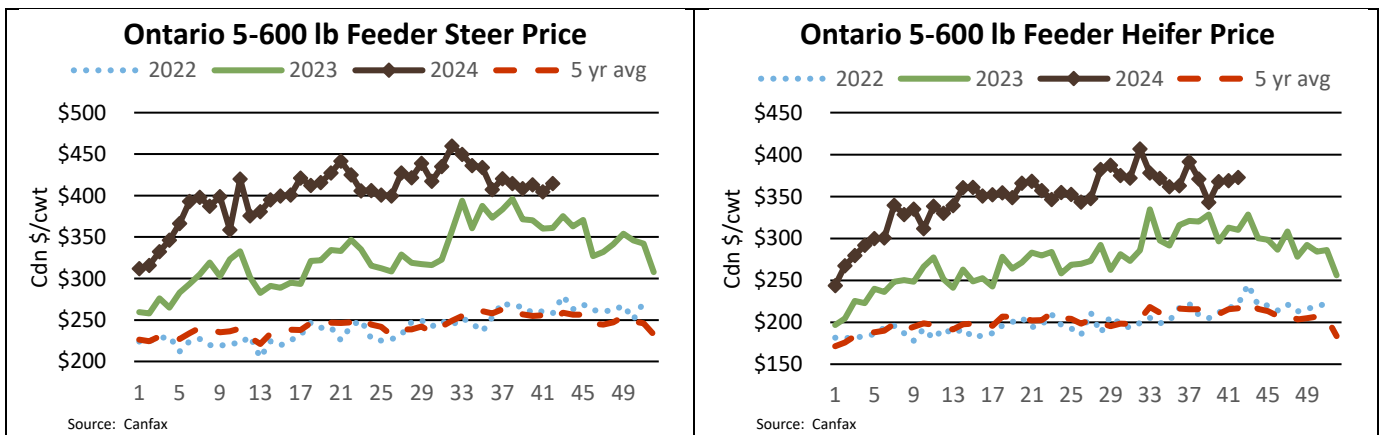 Ontario 5-600 lb Feeder Steer Price
2022 2023 2024 5 yr avg
$500
$450
$400
$350
$300
$250
$200
Cdn $/cwt
1 5 9 13 17 21 25 29 33 37 41 45 49
Source: Canfax
Ontario 5-600 lb Feeder Heifer Price
2022 2023 2024 5 yr avg
$450
$400
$350
$300
$250
$200
$150
Cdn $/cwt
1 5 9 13 17 21 25 29 33 37 41 45 49
Source: Canfax